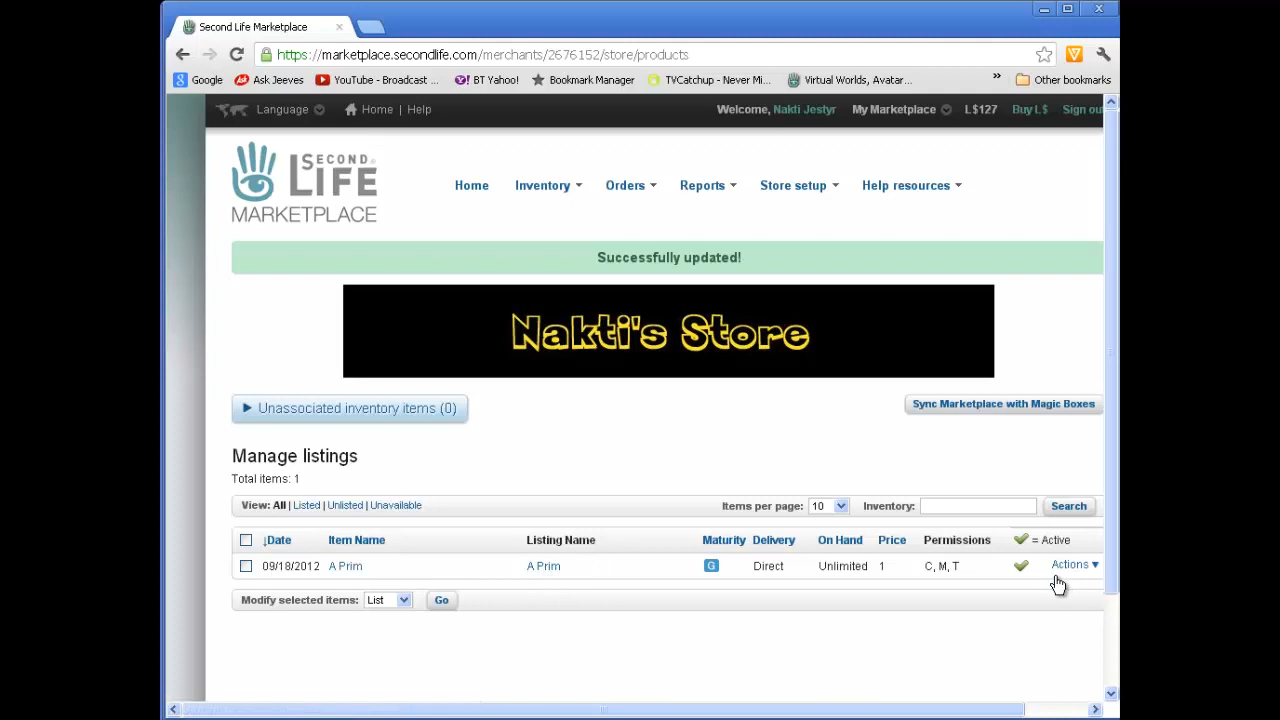 Second Life Marketplace
https://marketplace.secondlife.com/merchants/2676152/store/products
Google Ask Jeeves YouTube - Broadcast ... BT Yahoo! Bookmark Manager TVCatchup - Never Mi... Virtual Worlds, Avatar... » Other bookmarks
Language Home | Help Welcome, Nakti Jestyr My Marketplace L$127 Buy L$ Sign out
SECOND LIFE
MARKETPLACE
Home Inventory Orders Reports Store setup Help resources
Successfully updated!
Nakti's Store
Unassociated inventory items (0) Sync Marketplace with Magic Boxes
Manage listings
Total items: 1
View: All | Listed | Unlisted | Unavailable Items per page: 10 Inventory: Search
↓Date Item Name Listing Name Maturity Delivery On Hand Price Permissions = Active
09/18/2012 A Prim A Prim G Direct Unlimited 1 C, M, T Actions
Modify selected items: List Go